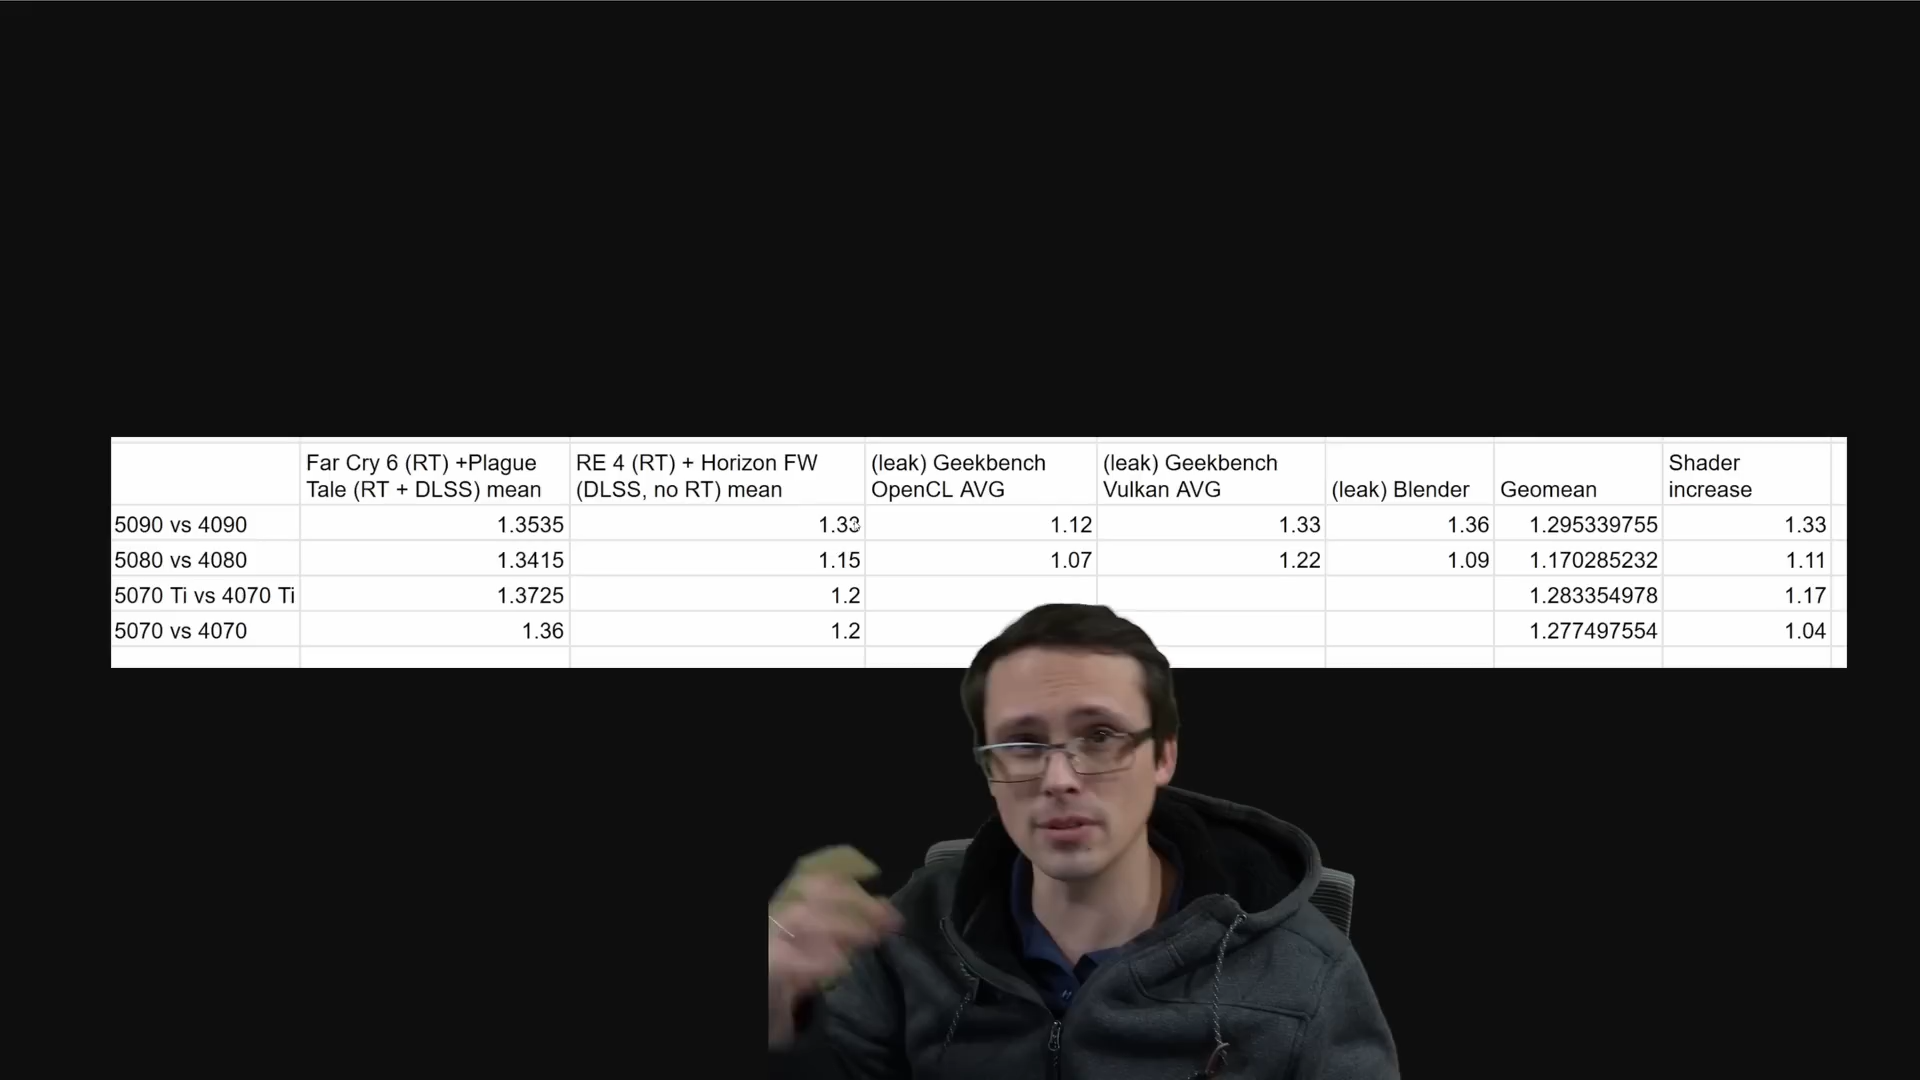 Far Cry 6 (RT) +Plague
Tale (RT + DLSS) mean
RE 4 (RT) + Horizon FW
(DLSS, no RT) mean
(leak) Geekbench
OpenCL AVG
(leak) Geekbench
Vulkan AVG
(leak) Blender
Geomean
Shader
increase
5090 vs 4090 1.3535 1.33 1.12 1.33 1.36 1.295339755 1.33
5080 vs 4080 1.3415 1.15 1.07 1.22 1.09 1.170285232 1.11
5070 Ti vs 4070 Ti 1.3725 1.2 1.283354978 1.17
5070 vs 4070 1.36 1.2 1.277497554 1.04